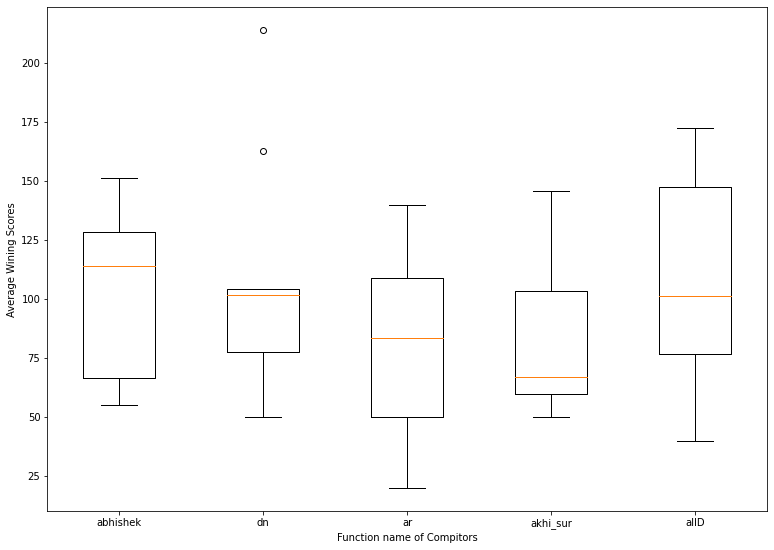 200
175
150
125
100
75
50
25
Average Wining Scores
abhishek dn ar akhi_sur allD
Function name of Compitors